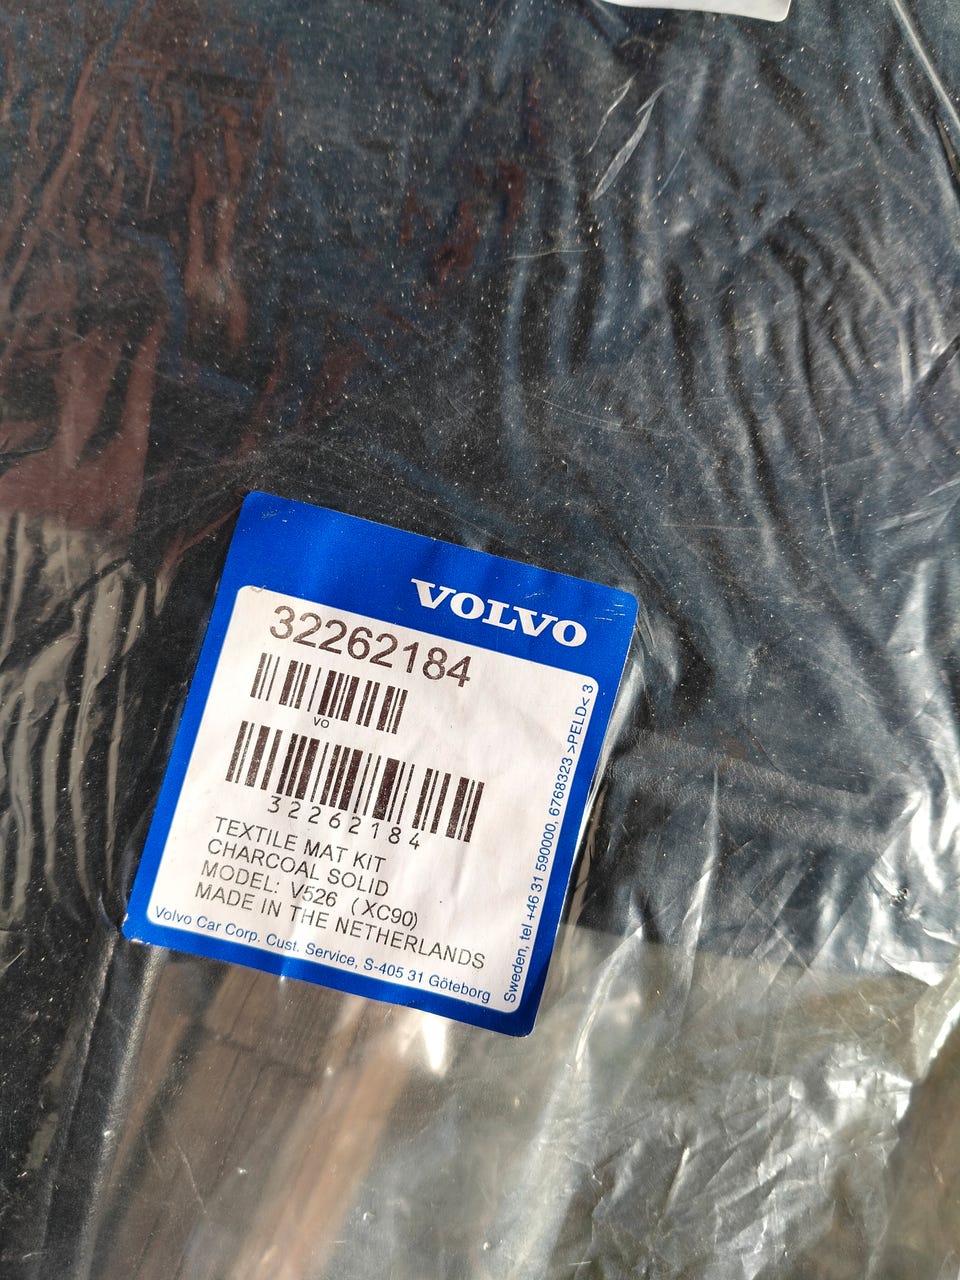 VOLVO
32262184
VO
32262184
TEXTILE MAT KIT
CHARCOAL SOLID
MODEL: V526 (XC90)
MADE IN THE NETHERLANDS
Volvo Car Corp. Cust. Service, S-405 31 Göteborg
Sweden, tel +46 31 590000, 6768323 >PELD< 3